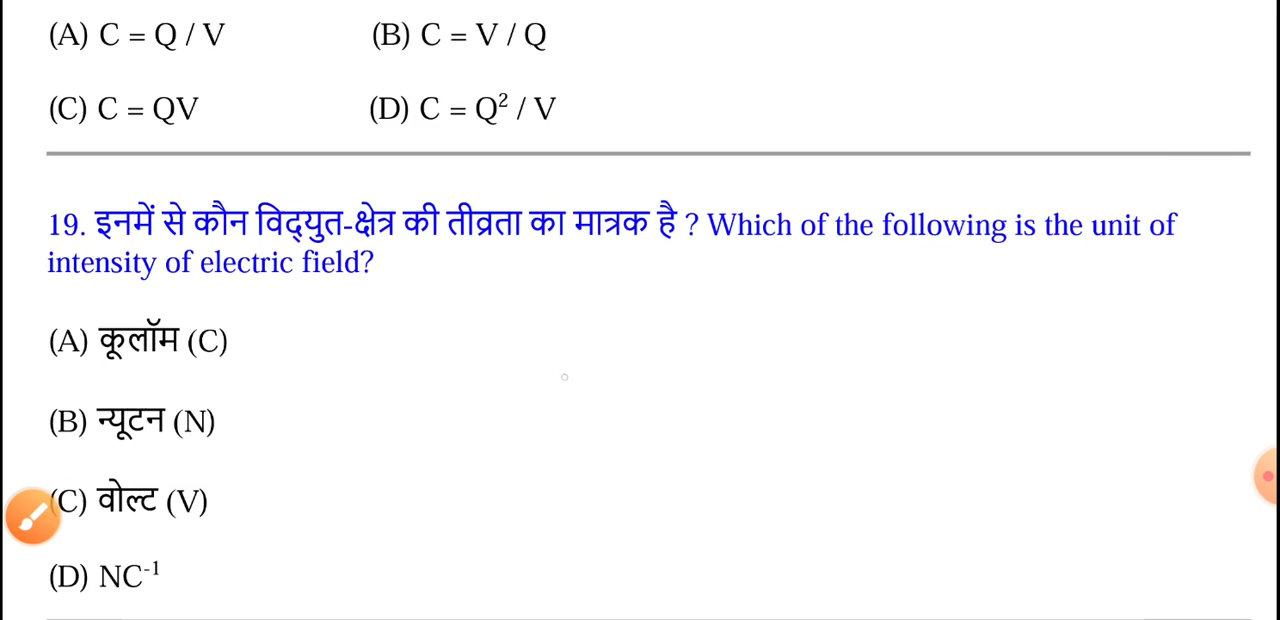 (A) C = Q / V (B) C = V / Q
(C) C = QV (D) C = Q² / V
19. इनमें से कौन विद्युत-क्षेत्र की तीव्रता का मात्रक है ? Which of the following is the unit of
intensity of electric field?
(A) कूलॉम (C)
(B) न्यूटन (N)
(C) वोल्ट (V)
(D) NC⁻¹